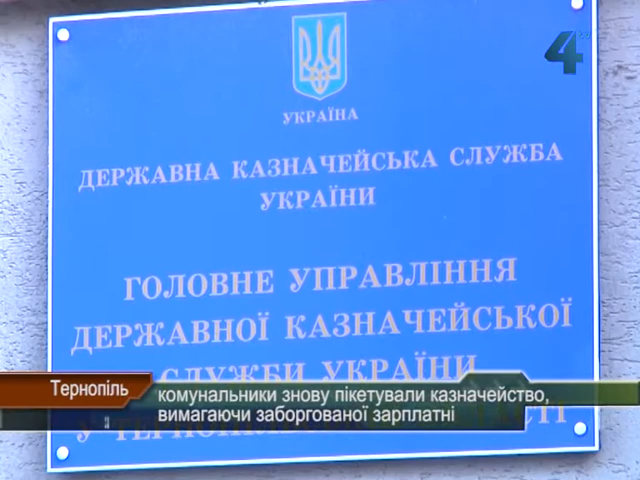 4
УКРАЇНА
ДЕРЖАВНА КАЗНАЧЕЙСЬКА СЛУЖБА
УКРАЇНИ
ГОЛОВНЕ УПРАВЛІННЯ
ДЕРЖАВНОЇ КАЗНАЧЕЙСЬКОЇ
СЛУЖБИ УКРАЇНИ
Тернопіль
комунальники знову пікетували казначейство,
вимагаючи заборгованої зарплатні